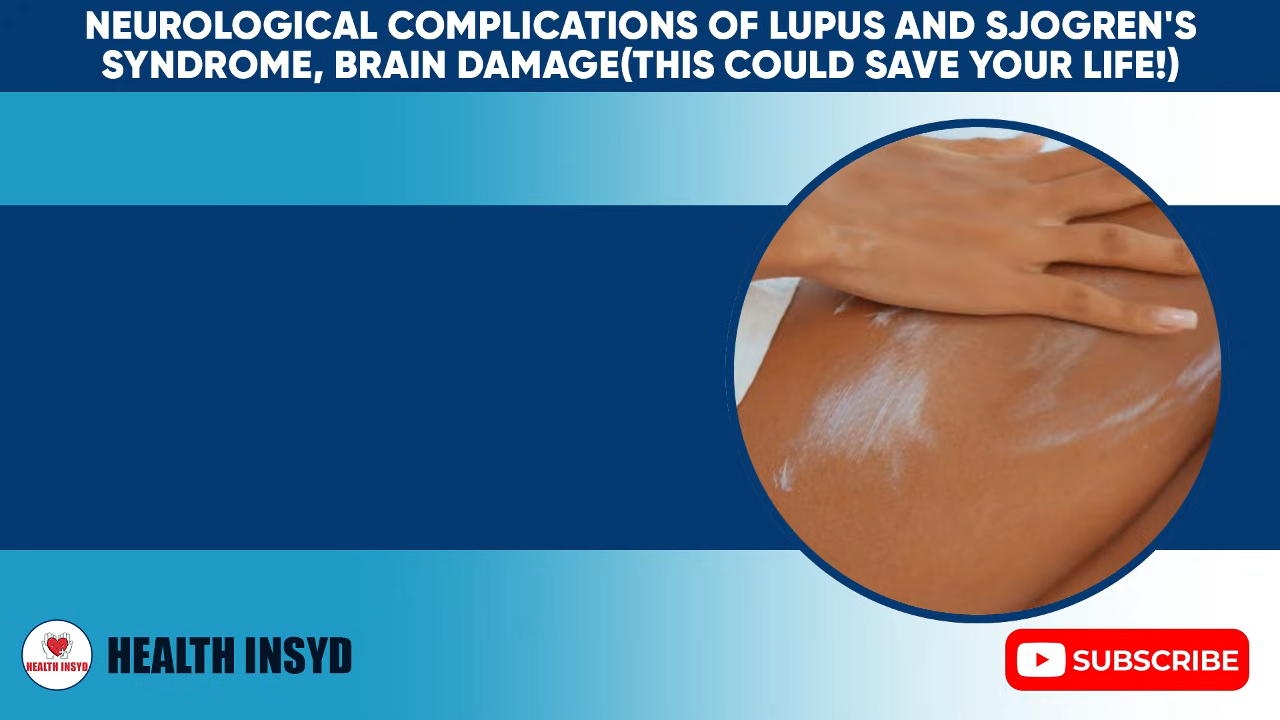 NEUROLOGICAL COMPLICATIONS OF LUPUS AND SJOGREN'S
SYNDROME, BRAIN DAMAGE(THIS COULD SAVE YOUR LIFE!)
HEALTH INSYD
HEALTH INSYD
SUBSCRIBE